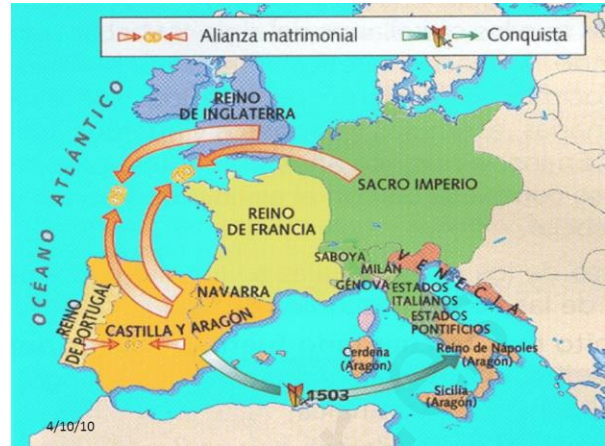 Alianza matrimonial
Conquista
OCÉANO ATLÁNTICO
REINO
DE INGLATERRA
SACRO IMPERIO
REINO
DE FRANCIA
SABOYA
MILÁN
GÉNOVA
VENECIA
ESTADOS
ITALIANOS
ESTADOS
PONTIFICIOS
NAVARRA
REINO
DE PORTUGAL
CASTILLA Y ARAGÓN
Cerdeña
(Aragón)
Reino de Nápoles
(Aragón)
Sicilia
(Aragón)
1503
4/10/10